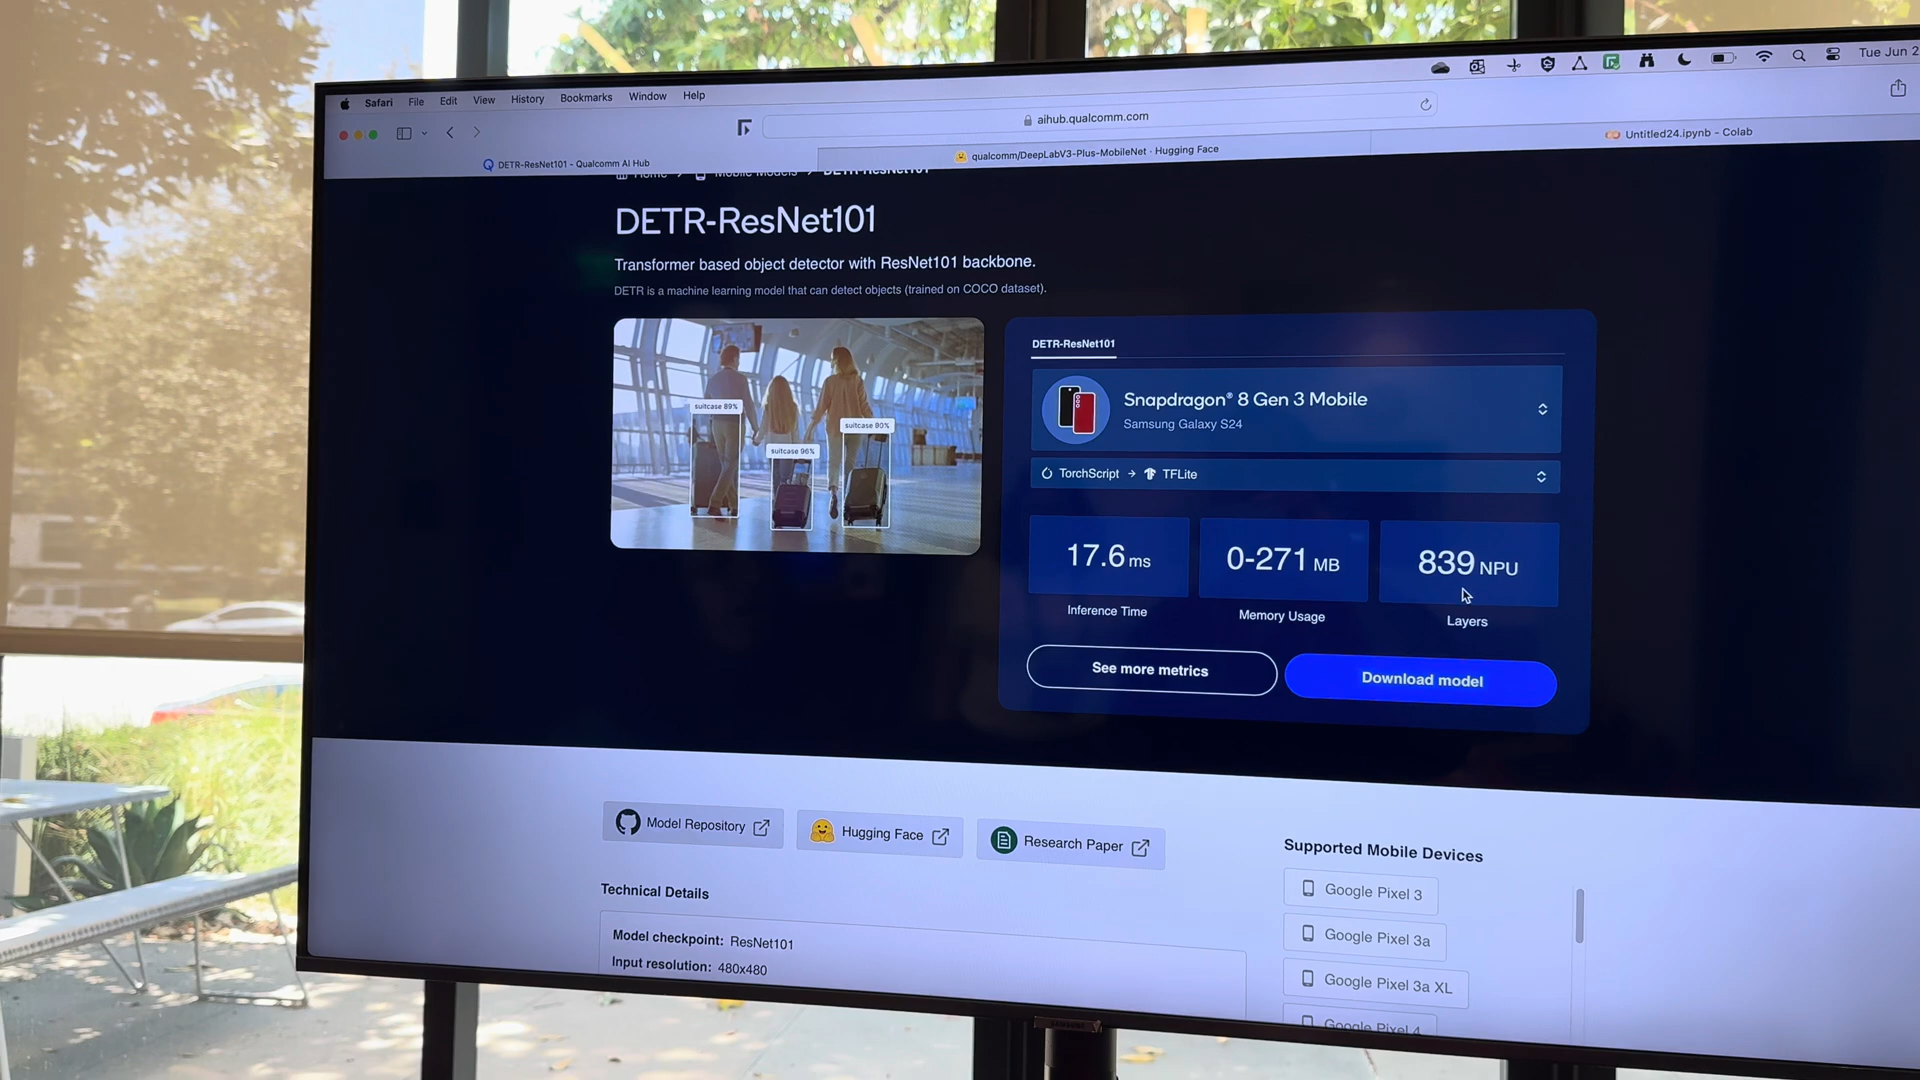 Safari File Edit View History Bookmarks Window Help
Tue Jun 2
aihub.qualcomm.com
DETR-ResNet101 - Qualcomm AI Hub
qualcomm/DeepLabV3-Plus-MobileNet · Hugging Face
Untitled24.ipynb - Colab
Home > Mobile Models > DETR-ResNet101
DETR-ResNet101
Transformer based object detector with ResNet101 backbone.
DETR is a machine learning model that can detect objects (trained on COCO dataset).
suitcase 89%
suitcase 96%
suitcase 90%
DETR-ResNet101
Snapdragon® 8 Gen 3 Mobile
Samsung Galaxy S24
TorchScript → TFLite
17.6 ms
Inference Time
0-271 MB
Memory Usage
839 NPU
Layers
See more metrics
Download model
Model Repository
Hugging Face
Research Paper
Technical Details
Model checkpoint: ResNet101
Input resolution: 480x480
Supported Mobile Devices
Google Pixel 3
Google Pixel 3a
Google Pixel 3a XL
Google Pixel 4